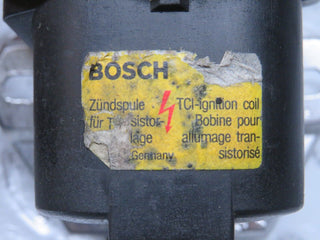 BOSCH
Zündspule TCI-Ignition coil
für T sistor- Bobine pour
lage allumage tran-
Germany sistorisé